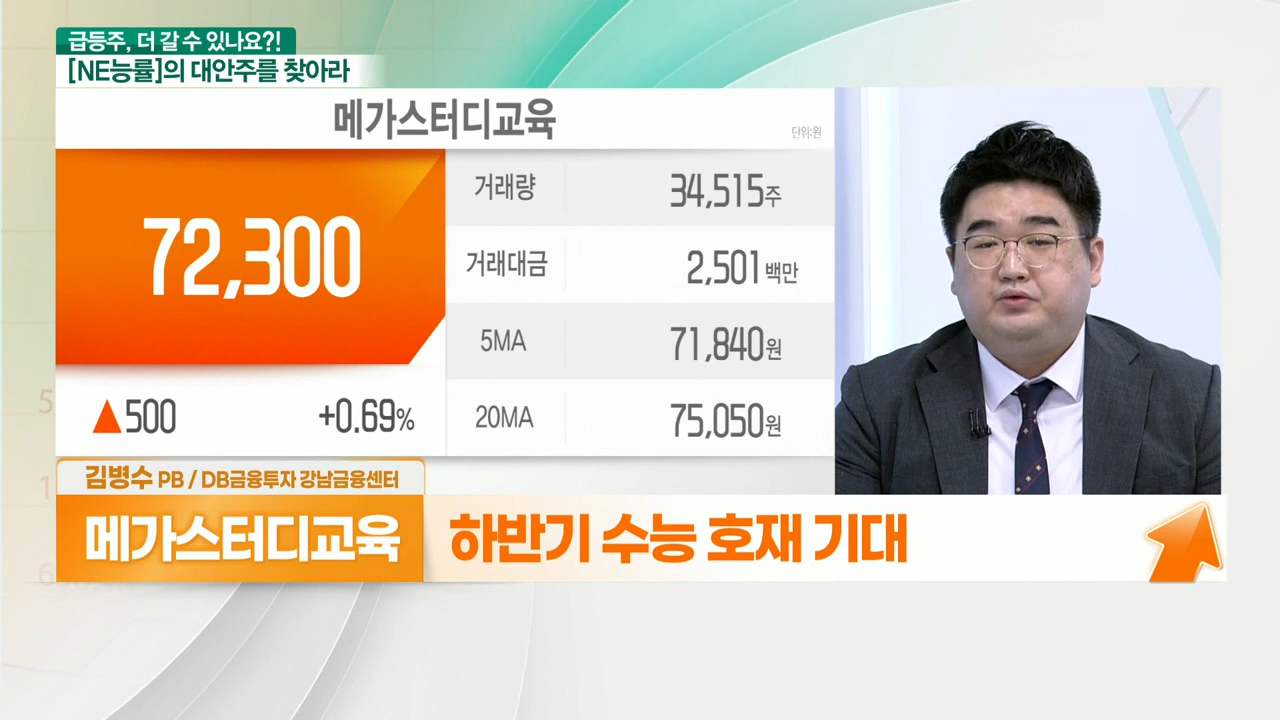 급등주, 더 갈 수 있나요?!
[NE능률]의 대안주를 찾아라
메가스터디교육
단위:원
72,300
▲500 +0.69%
거래량 34,515주
거래대금 2,501백만
5MA 71,840원
20MA 75,050원
김병수 PB / DB금융투자 강남금융센터
메가스터디교육 하반기 수능 호재 기대